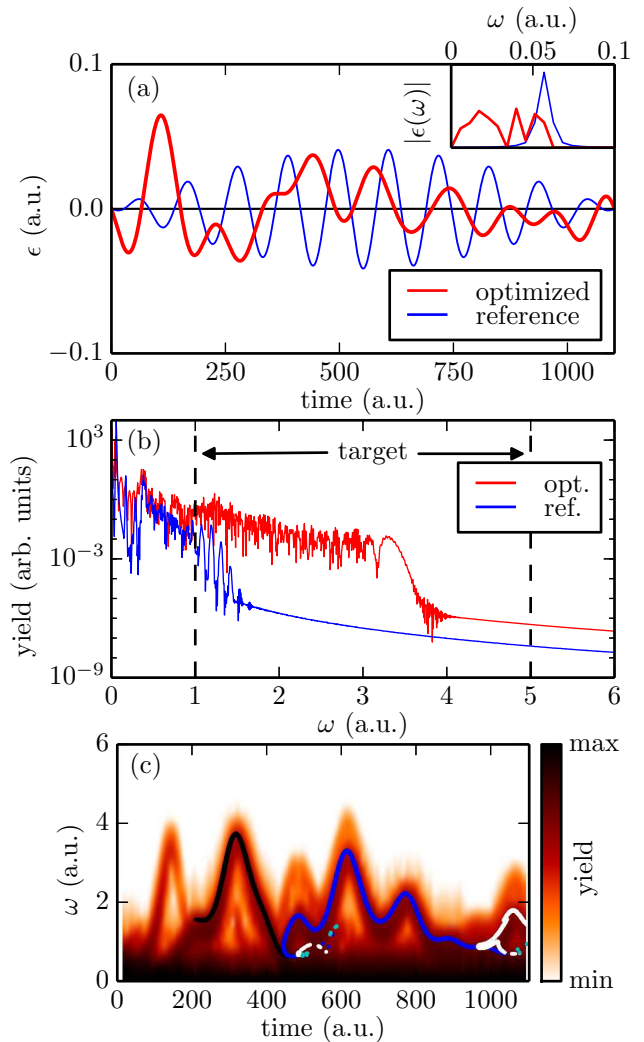 ω (a.u.)
0 0.05 0.1
|ϵ(ω)|
(a)
0.1
0.0
−0.1
ϵ (a.u.)
optimized
reference
0 250 500 750 1000
time (a.u.)
(b)
target
10^3
10^−3
10^−9
yield (arb. units)
opt.
ref.
0 1 2 3 4 5 6
ω (a.u.)
(c)
6
4
2
0
ω (a.u.)
max
yield
min
0 200 400 600 800 1000
time (a.u.)